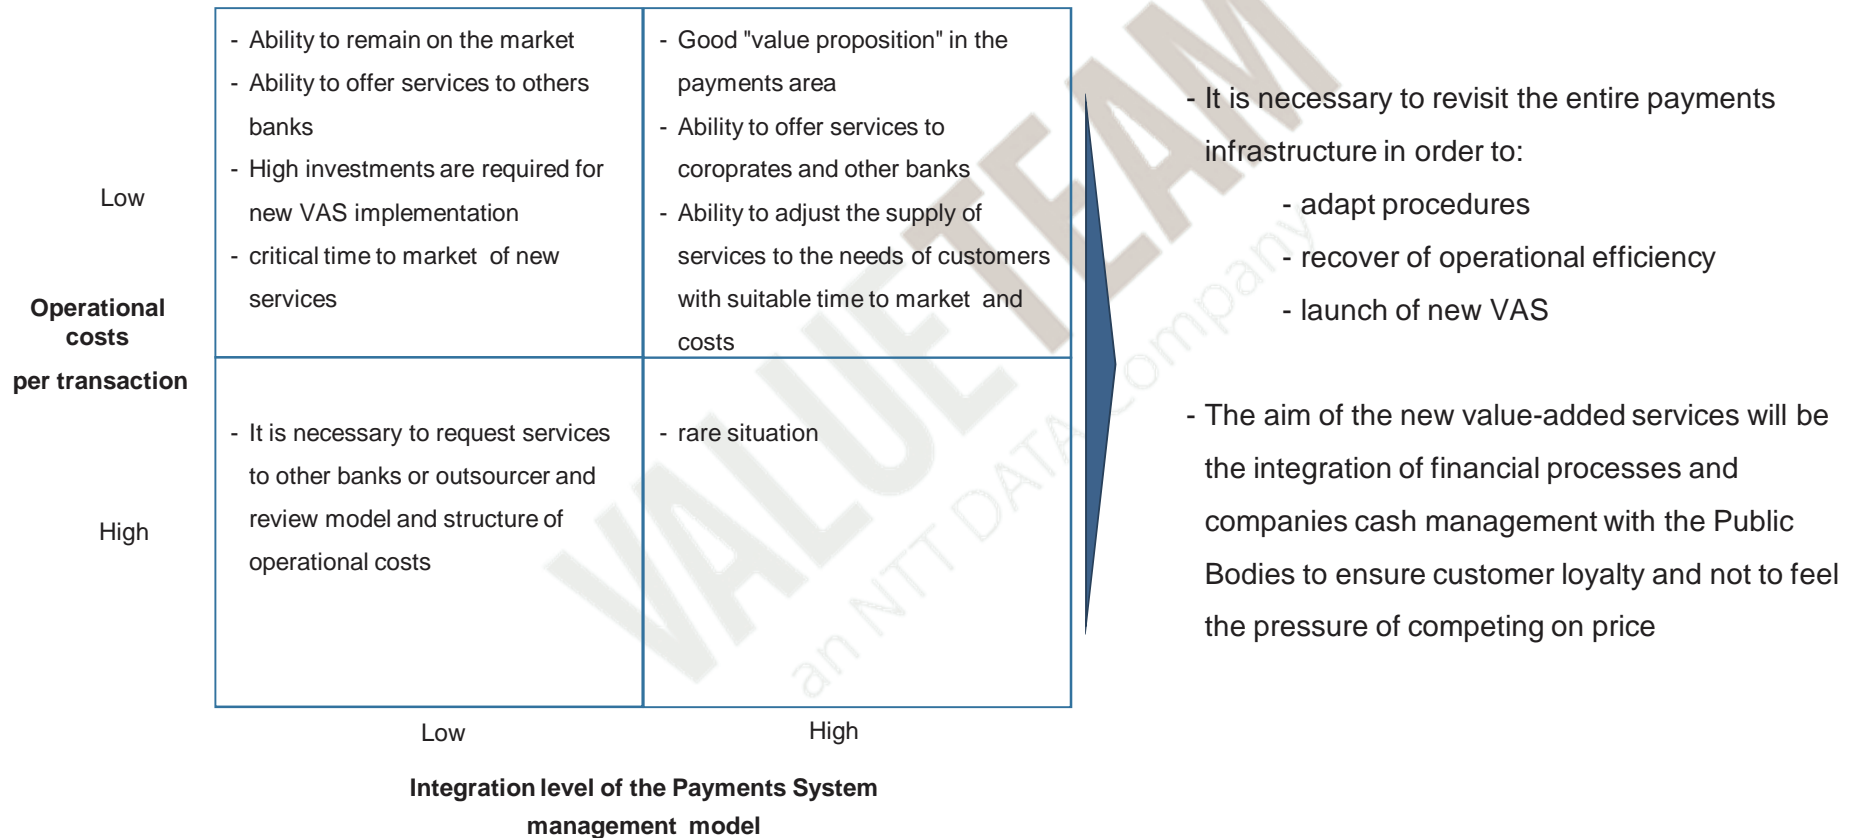 - Ability to remain on the market
- Ability to offer services to others
banks
- High investments are required for
new VAS implementation
- critical time to market of new
services
- Good "value proposition" in the
payments area
- Ability to offer services to
coroprates and other banks
- Ability to adjust the supply of
services to the needs of customers
with suitable time to market and
costs
Low
Operational
costs
per transaction
High
- It is necessary to request services
to other banks or outsourcer and
review model and structure of
operational costs
- rare situation
Low
High
Integration level of the Payments System
management model
- It is necessary to revisit the entire payments
infrastructure in order to:
- adapt procedures
- recover of operational efficiency
- launch of new VAS
- The aim of the new value-added services will be
the integration of financial processes and
companies cash management with the Public
Bodies to ensure customer loyalty and not to feel
the pressure of competing on price
VALUETEAM
an NTT DATA Company